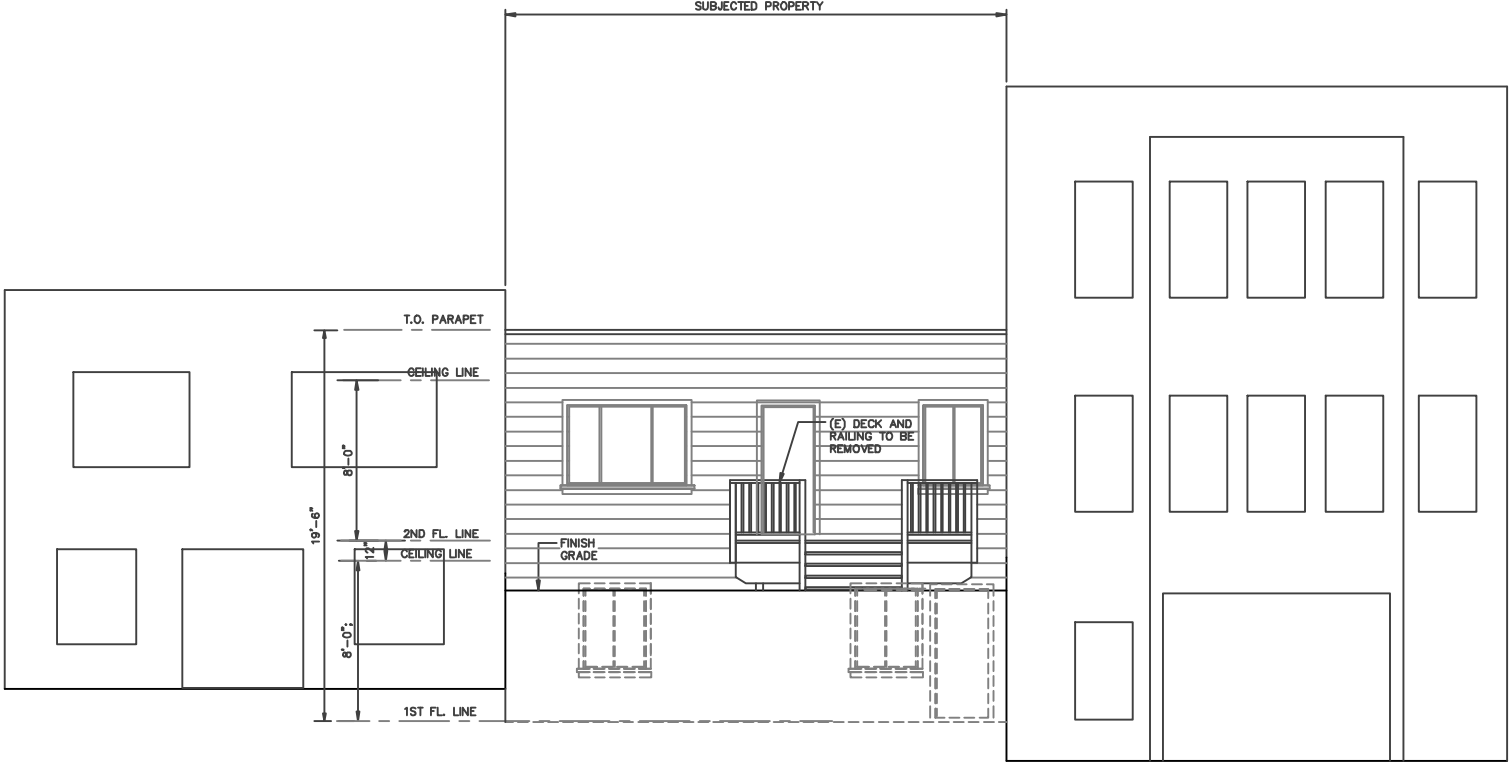 SUBJECTED PROPERTY
T.O. PARAPET
CEILING LINE
(E) DECK AND
RAILING TO BE
REMOVED
8'-0"
19'-6"
2ND FL. LINE
12"
CEILING LINE
FINISH
GRADE
8'-0";
1ST FL. LINE